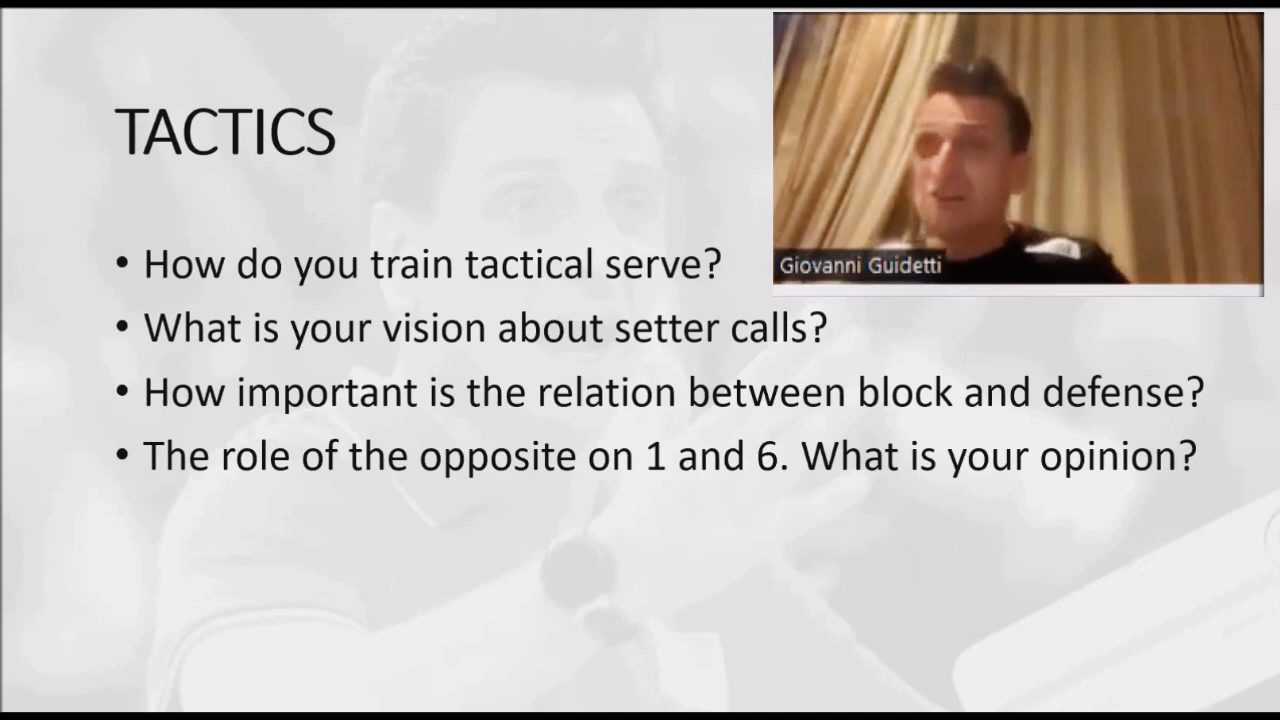 TACTICS
Giovanni Guidetti
• How do you train tactical serve?
• What is your vision about setter calls?
• How important is the relation between block and defense?
• The role of the opposite on 1 and 6. What is your opinion?